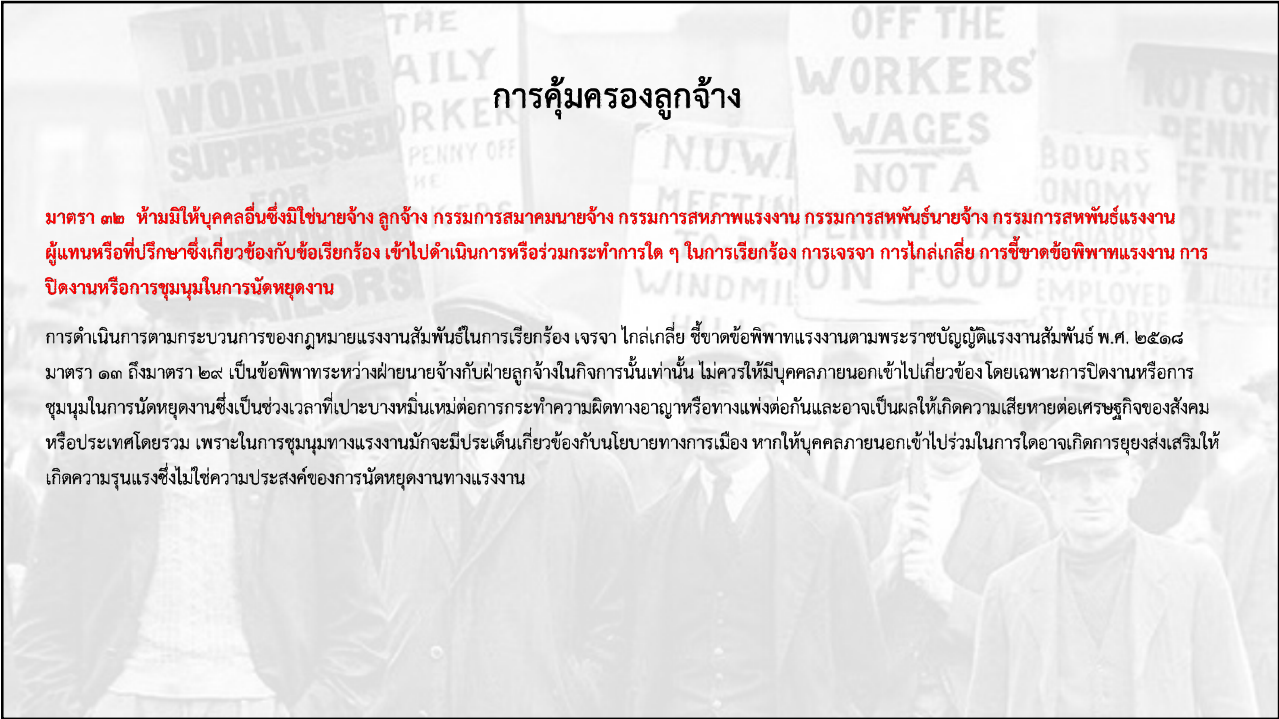 DAILY
WORKER
SUPPRESSED
FOR
THE
DAILY
WORKER
PENNY OFF
THE
N.U.W.
MEETIN
WINDMIL
OFF THE
WORKERS'
WAGES
NOT A
ON FOOD
BOURS
ONOMY
EMPLOYED
STARVE
NOT ON
PENNY
FF THE
การคุ้มครองลูกจ้าง
มาตรา ๓๒ ห้ามมิให้บุคคลอื่นซึ่งมิใช่นายจ้าง ลูกจ้าง กรรมการสมาคมนายจ้าง กรรมการสหภาพแรงงาน กรรมการสหพันธ์นายจ้าง กรรมการสหพันธ์แรงงาน
ผู้แทนหรือที่ปรึกษาซึ่งเกี่ยวข้องกับข้อเรียกร้อง เข้าไปดำเนินการหรือร่วมกระทำการใด ๆ ในการเรียกร้อง การเจรจา การไกล่เกลี่ย การชี้ขาดข้อพิพาทแรงงาน การ
ปิดงานหรือการชุมนุมในการนัดหยุดงาน
การดำเนินการตามกระบวนการของกฎหมายแรงงานสัมพันธ์ในการเรียกร้อง เจรจา ไกล่เกลี่ย ชี้ขาดข้อพิพาทแรงงานตามพระราชบัญญัติแรงงานสัมพันธ์ พ.ศ. ๒๕๑๘
มาตรา ๑๓ ถึงมาตรา ๒๙ เป็นข้อพิพาทระหว่างฝ่ายนายจ้างกับฝ่ายลูกจ้างในกิจการนั้นเท่านั้น ไม่ควรให้มีบุคคลภายนอกเข้าไปเกี่ยวข้อง โดยเฉพาะการปิดงานหรือการ
ชุมนุมในการนัดหยุดงานซึ่งเป็นช่วงเวลาที่เปาะบางหมิ่นเหม่ต่อการกระทำความผิดทางอาญาหรือทางแพ่งต่อกันและอาจเป็นผลให้เกิดความเสียหายต่อเศรษฐกิจของสังคม
หรือประเทศโดยรวม เพราะในการชุมนุมทางแรงงานมักจะมีประเด็นเกี่ยวข้องกับนโยบายทางการเมือง หากให้บุคคลภายนอกเข้าไปร่วมในการใดอาจเกิดการยุยงส่งเสริมให้
เกิดความรุนแรงซึ่งไม่ใช่ความประสงค์ของการนัดหยุดงานทางแรงงาน